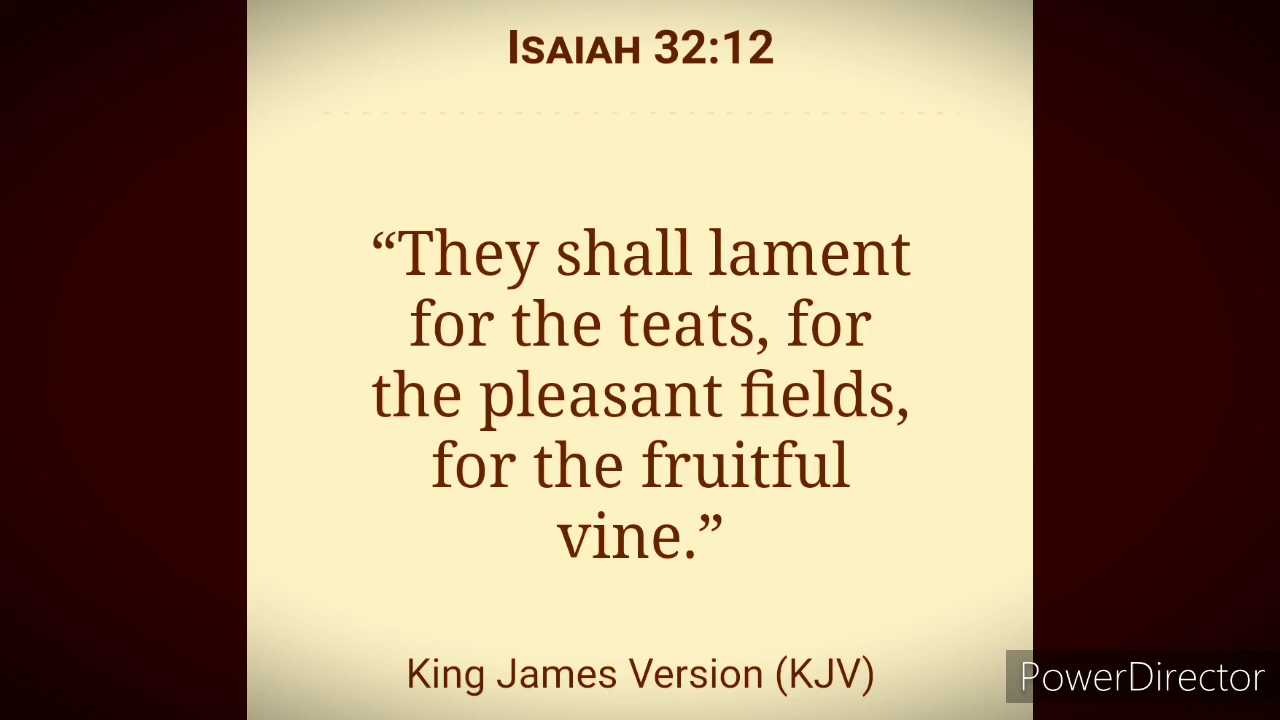 Isaiah 32:12
“They shall lament
for the teats, for
the pleasant fields,
for the fruitful
vine.”
King James Version (KJV)
PowerDirector